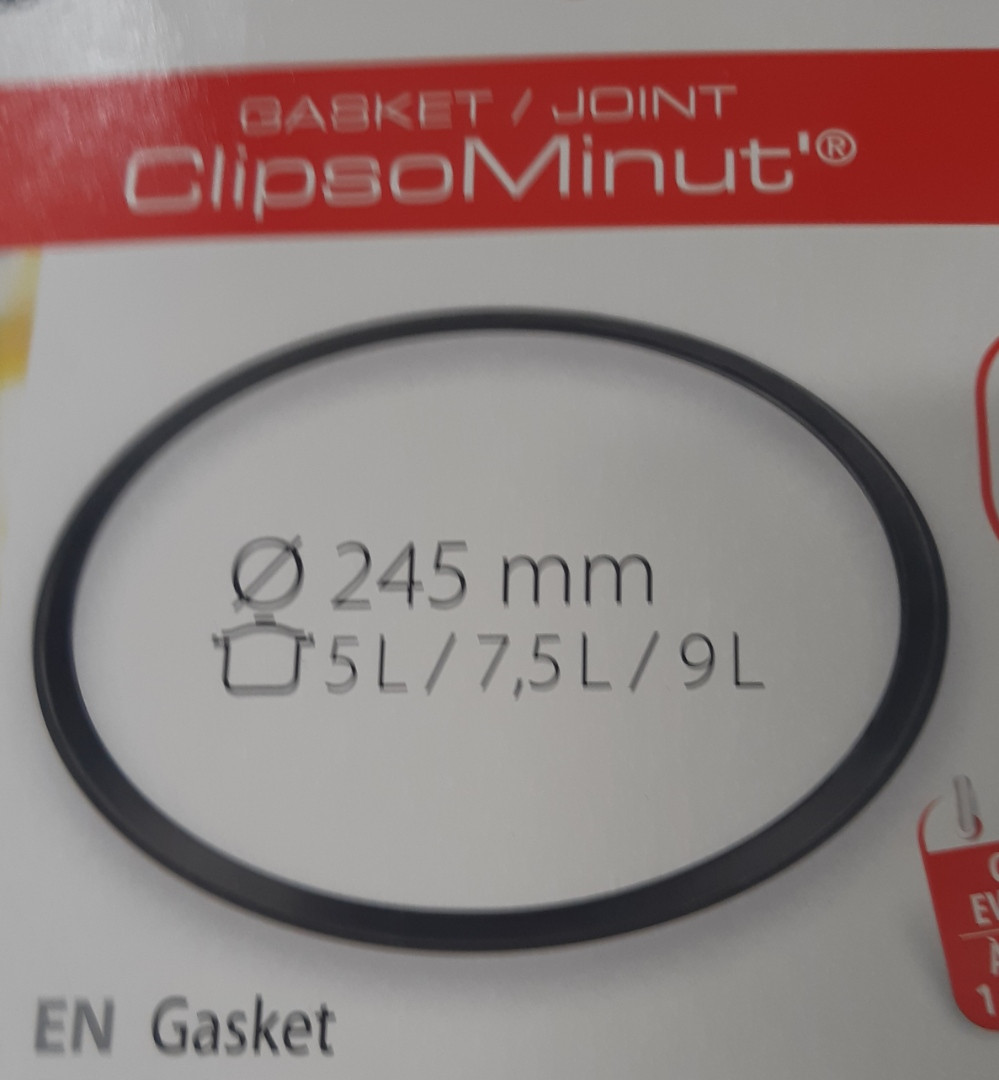 GASKET / JOINT
ClipsoMinut'®
Ø 245 mm
5L / 7,5L / 9L
EN Gasket